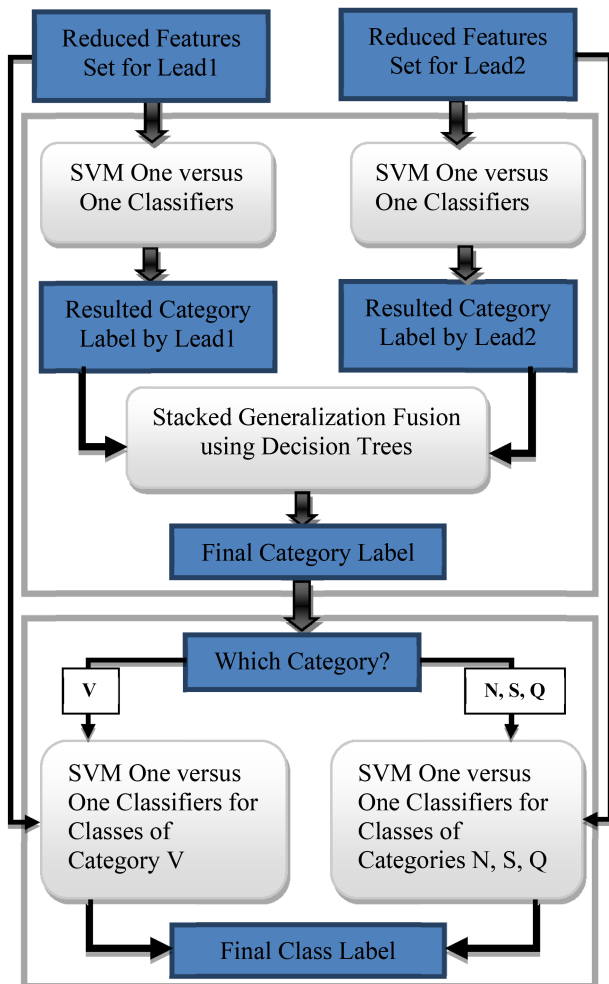 Reduced Features
Set for Lead1
Reduced Features
Set for Lead2
SVM One versus
One Classifiers
SVM One versus
One Classifiers
Resulted Category
Label by Lead1
Resulted Category
Label by Lead2
Stacked Generalization Fusion
using Decision Trees
Final Category Label
Which Category?
V
N, S, Q
SVM One versus
One Classifiers for
Classes of
Category V
SVM One versus
One Classifiers for
Classes of
Categories N, S, Q
Final Class Label